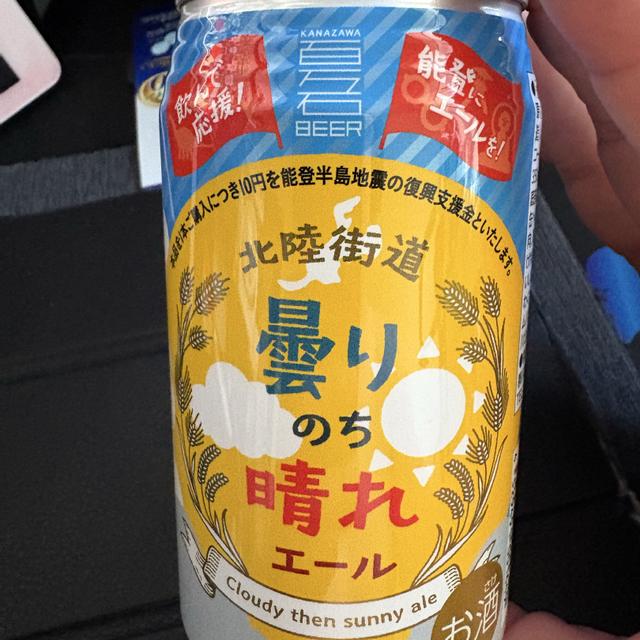 KANAZAWA
百万石
BEER
飲んで
応援!
能登に
エールを!
本品1本ご購入につき10円を能登半島地震の復興支援金といたします。
北陸街道
曇り
のち
晴れ
エール
Cloudy then sunny ale
さけ
お酒